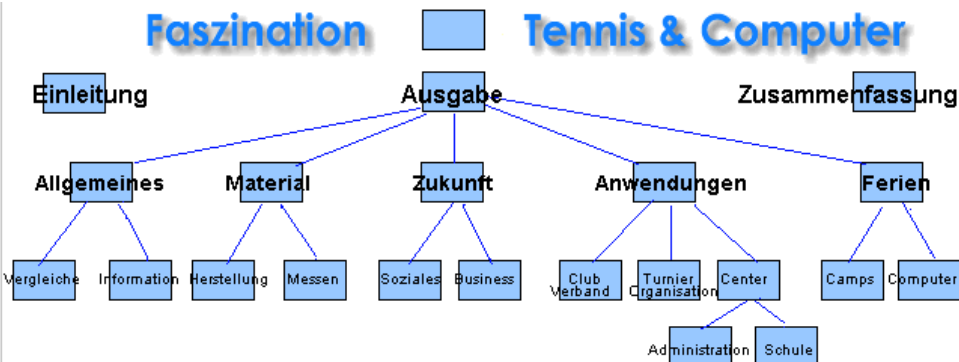 Faszination Tennis & Computer
Einleitung Ausgabe Zusammenfassung
Allgemeines Material Zukunft Anwendungen Ferien
Vergleiche Information Herstellung Messen Soziales Business Club Turnier Center Camps Computer
Verband Organisation
Administration Schule